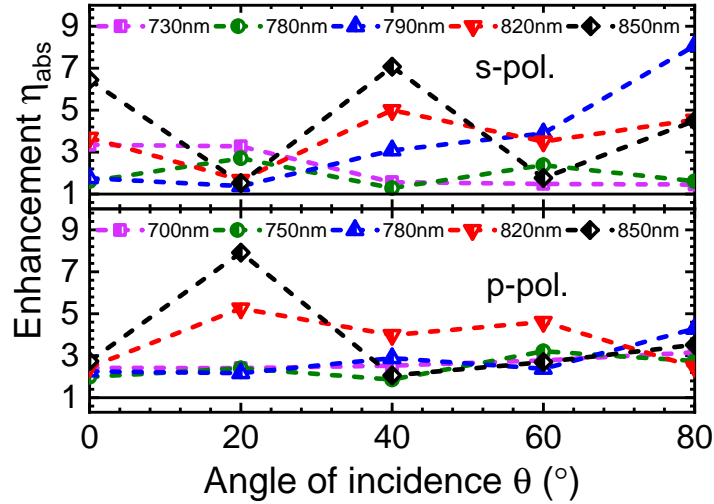 Enhancement ηabs
9
7
5
3
1
730nm 780nm 790nm 820nm 850nm
s-pol.
9
7
5
3
1
700nm 750nm 780nm 820nm 850nm
p-pol.
0 20 40 60 80
Angle of incidence θ (°)